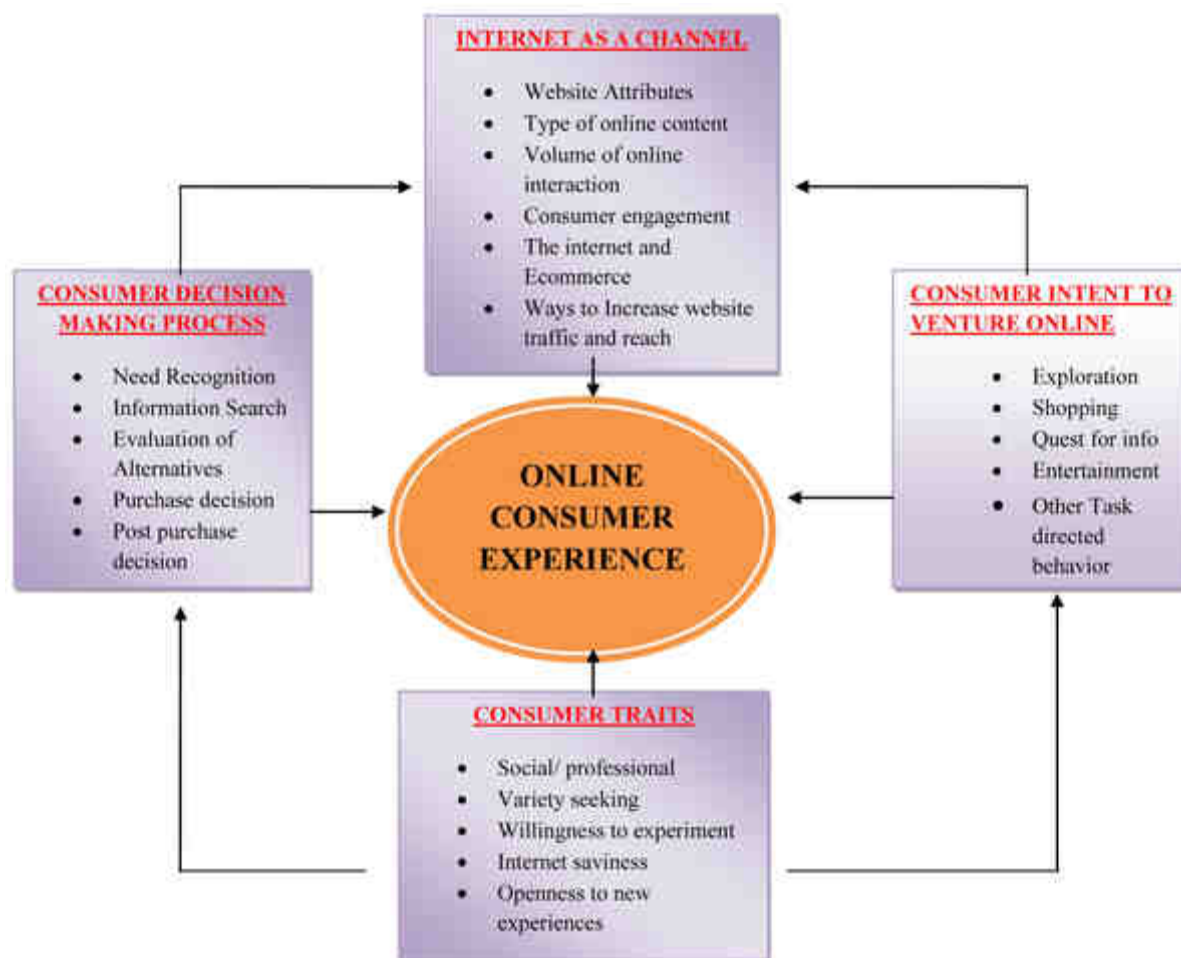 INTERNET AS A CHANNEL
• Website Attributes
• Type of online content
• Volume of online
interaction
• Consumer engagement
• The internet and
Ecommerce
• Ways to Increase website
traffic and reach
CONSUMER DECISION
MAKING PROCESS
• Need Recognition
• Information Search
• Evaluation of
Alternatives
• Purchase decision
• Post purchase
decision
ONLINE
CONSUMER
EXPERIENCE
CONSUMER INTENT TO
VENTURE ONLINE
• Exploration
• Shopping
• Quest for info
• Entertainment
• Other Task
directed
behavior
CONSUMER TRAITS
• Social/ professional
• Variety seeking
• Willingness to experiment
• Internet saviness
• Openness to new
experiences